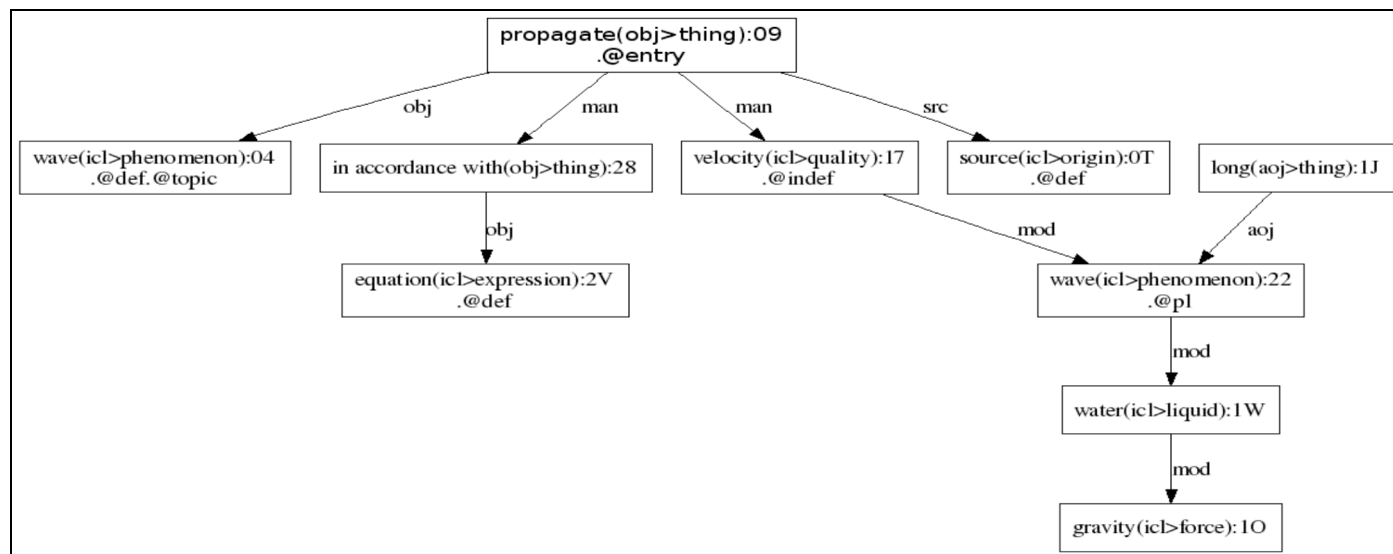 propagate(obj>thing):09
.@entry
obj
man
man
src
wave(icl>phenomenon):04
.@def.@topic
in accordance with(obj>thing):28
velocity(icl>quality):17
.@indef
source(icl>origin):0T
.@def
long(aoj>thing):1J
obj
mod
aoj
equation(icl>expression):2V
.@def
wave(icl>phenomenon):22
.@pl
mod
water(icl>liquid):1W
mod
gravity(icl>force):1O